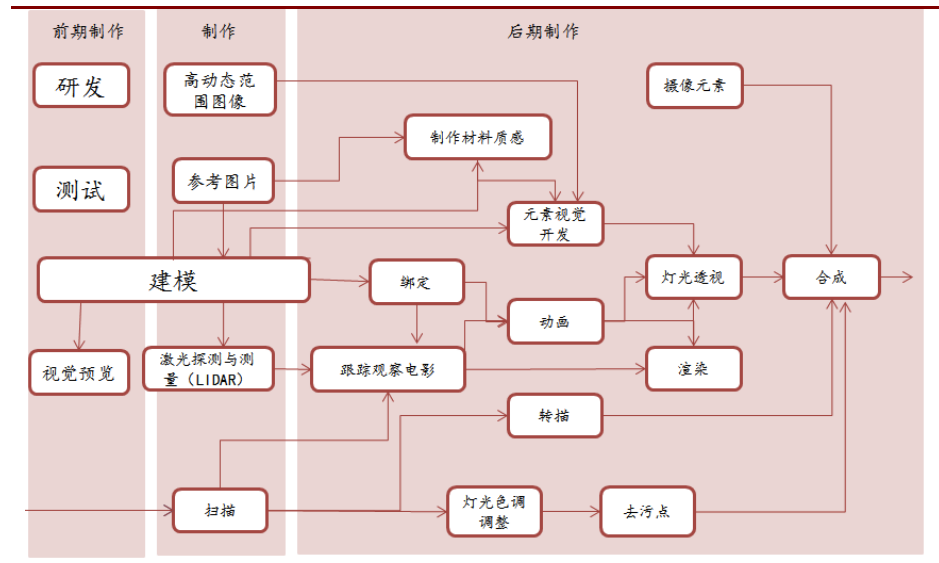 前期制作
制作
后期制作
研发
高动态范
围图像
摄像元素
制作材料质感
测试
参考图片
元素视觉
开发
建模
绑定
灯光透视
合成
动画
视觉预览
激光探测与测
量（LIDAR）
跟踪观察电影
渲染
转描
扫描
灯光色调
调整
去污点